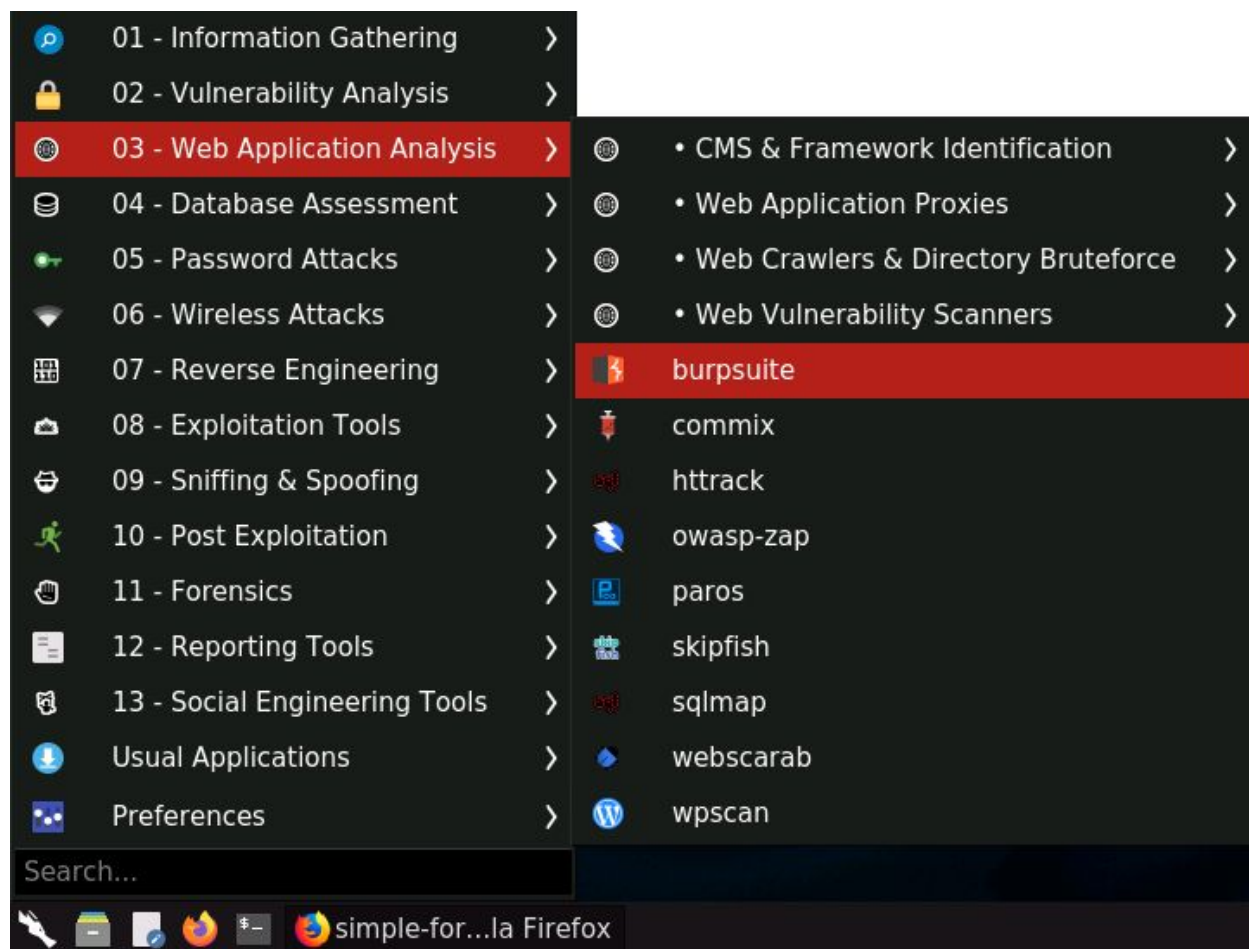 01 - Information Gathering
02 - Vulnerability Analysis
03 - Web Application Analysis
04 - Database Assessment
05 - Password Attacks
06 - Wireless Attacks
07 - Reverse Engineering
08 - Exploitation Tools
09 - Sniffing & Spoofing
10 - Post Exploitation
11 - Forensics
12 - Reporting Tools
13 - Social Engineering Tools
Usual Applications
Preferences
Search...
• CMS & Framework Identification
• Web Application Proxies
• Web Crawlers & Directory Bruteforce
• Web Vulnerability Scanners
burpsuite
commix
httrack
owasp-zap
paros
skipfish
sqlmap
webscarab
wpscan
simple-for...la Firefox